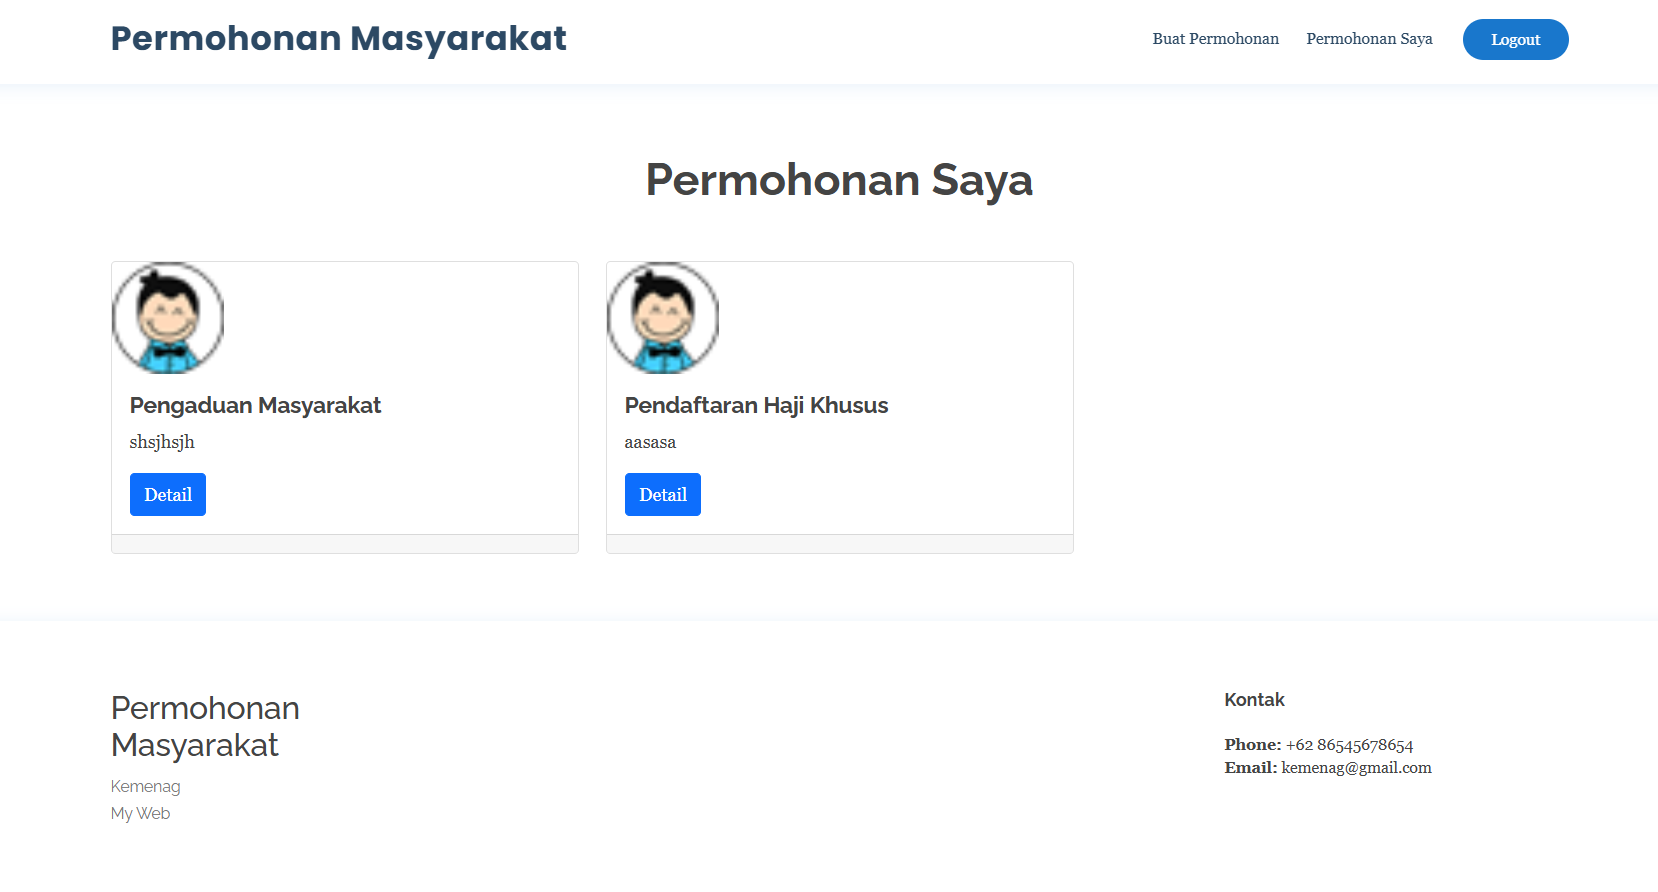 Permohonan Masyarakat
Buat Permohonan
Permohonan Saya
Logout
Permohonan Saya
Pengaduan Masyarakat
shsjhsjh
Detail
Pendaftaran Haji Khusus
aasasa
Detail
Permohonan
Masyarakat
Kemenag
My Web
Kontak
Phone: +62 86545678654
Email: kemenag@gmail.com